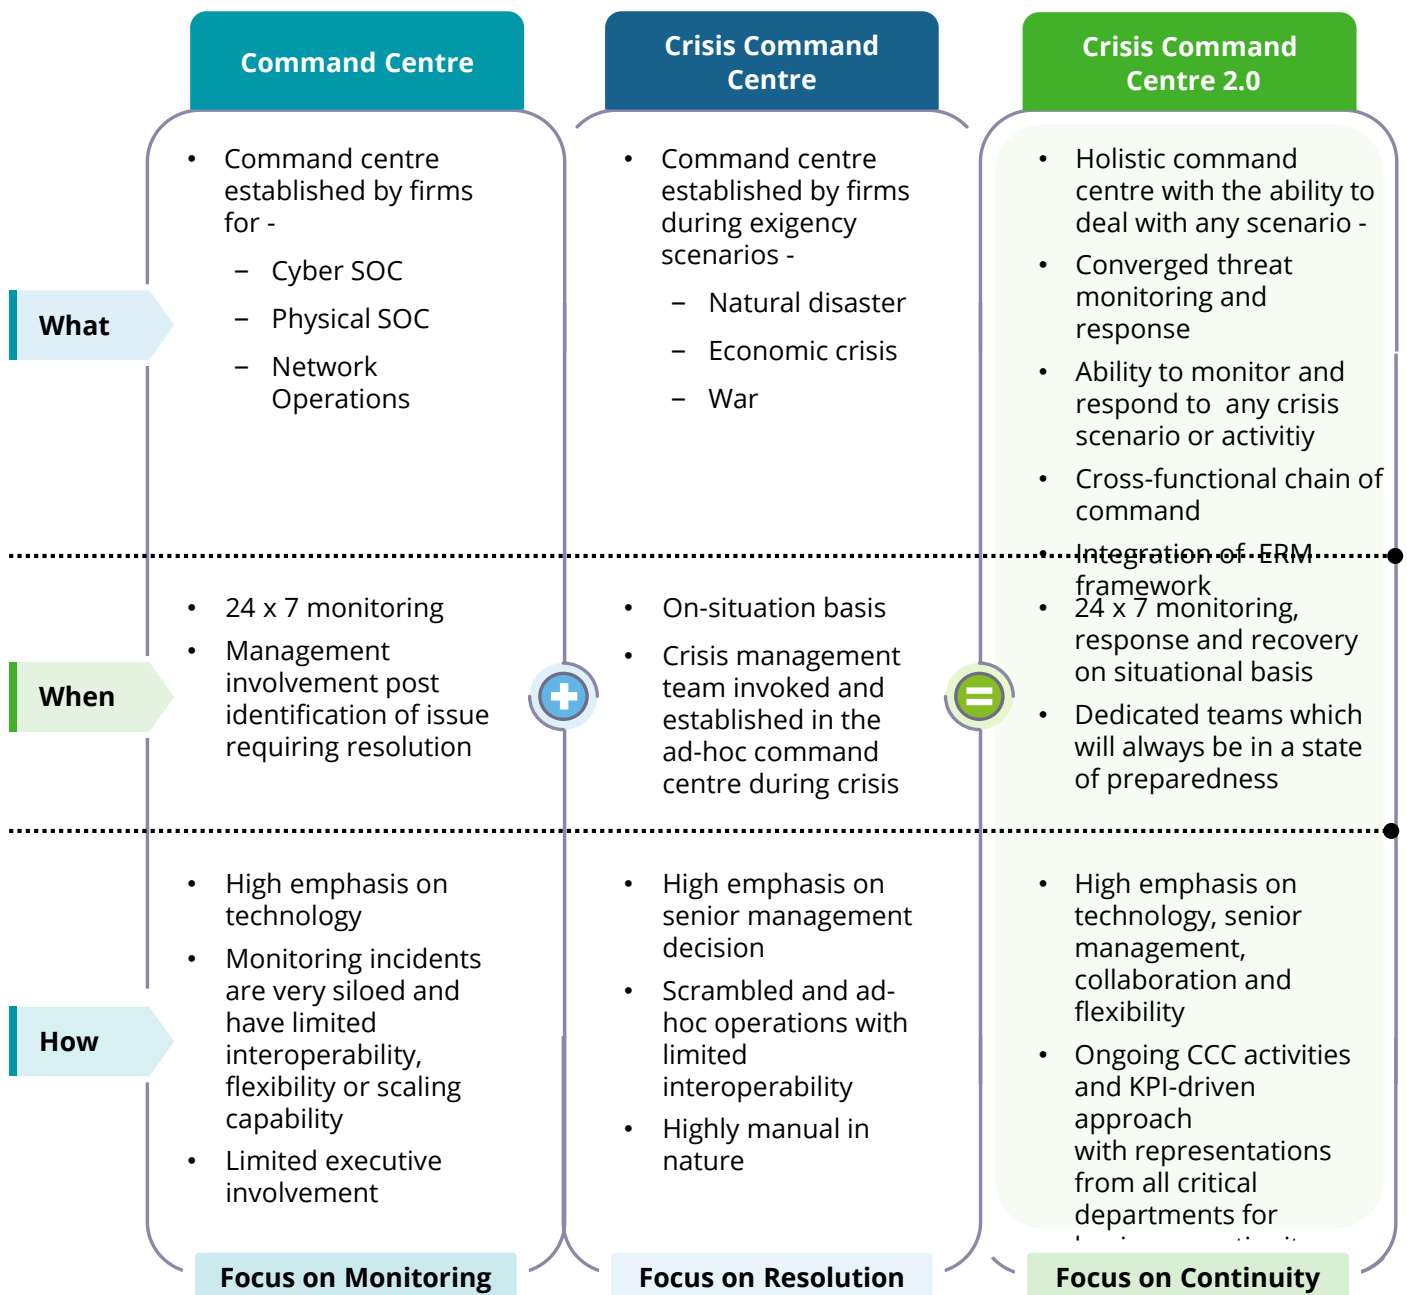 Command Centre
Crisis Command
Centre
Crisis Command
Centre 2.0
What
• Command centre
established by firms
for -
– Cyber SOC
– Physical SOC
– Network
Operations
• Command centre
established by firms
during exigency
scenarios -
– Natural disaster
– Economic crisis
– War
• Holistic command
centre with the ability to
deal with any scenario -
• Converged threat
monitoring and
response
• Ability to monitor and
respond to  any crisis
scenario or activitiy
• Cross-functional chain of
command
• Integration of  ERM
framework
When
• 24 x 7 monitoring
• Management
involvement post
identification of issue
requiring resolution
• On-situation basis
• Crisis management
team invoked and
established in the
ad-hoc command
centre during crisis
• 24 x 7 monitoring,
response and recovery
on situational basis
• Dedicated teams which
will always be in a state
of preparedness
How
• High emphasis on
technology
• Monitoring incidents
are very siloed and
have limited
interoperability,
flexibility or scaling
capability
• Limited executive
involvement
• High emphasis on
senior management
decision
• Scrambled and ad-
hoc operations with
limited
interoperability
• Highly manual in
nature
• High emphasis on
technology, senior
management,
collaboration and
flexibility
• Ongoing CCC activities
and KPI-driven
approach
with representations
from all critical
departments for
Focus on Monitoring
Focus on Resolution
Focus on Continuity